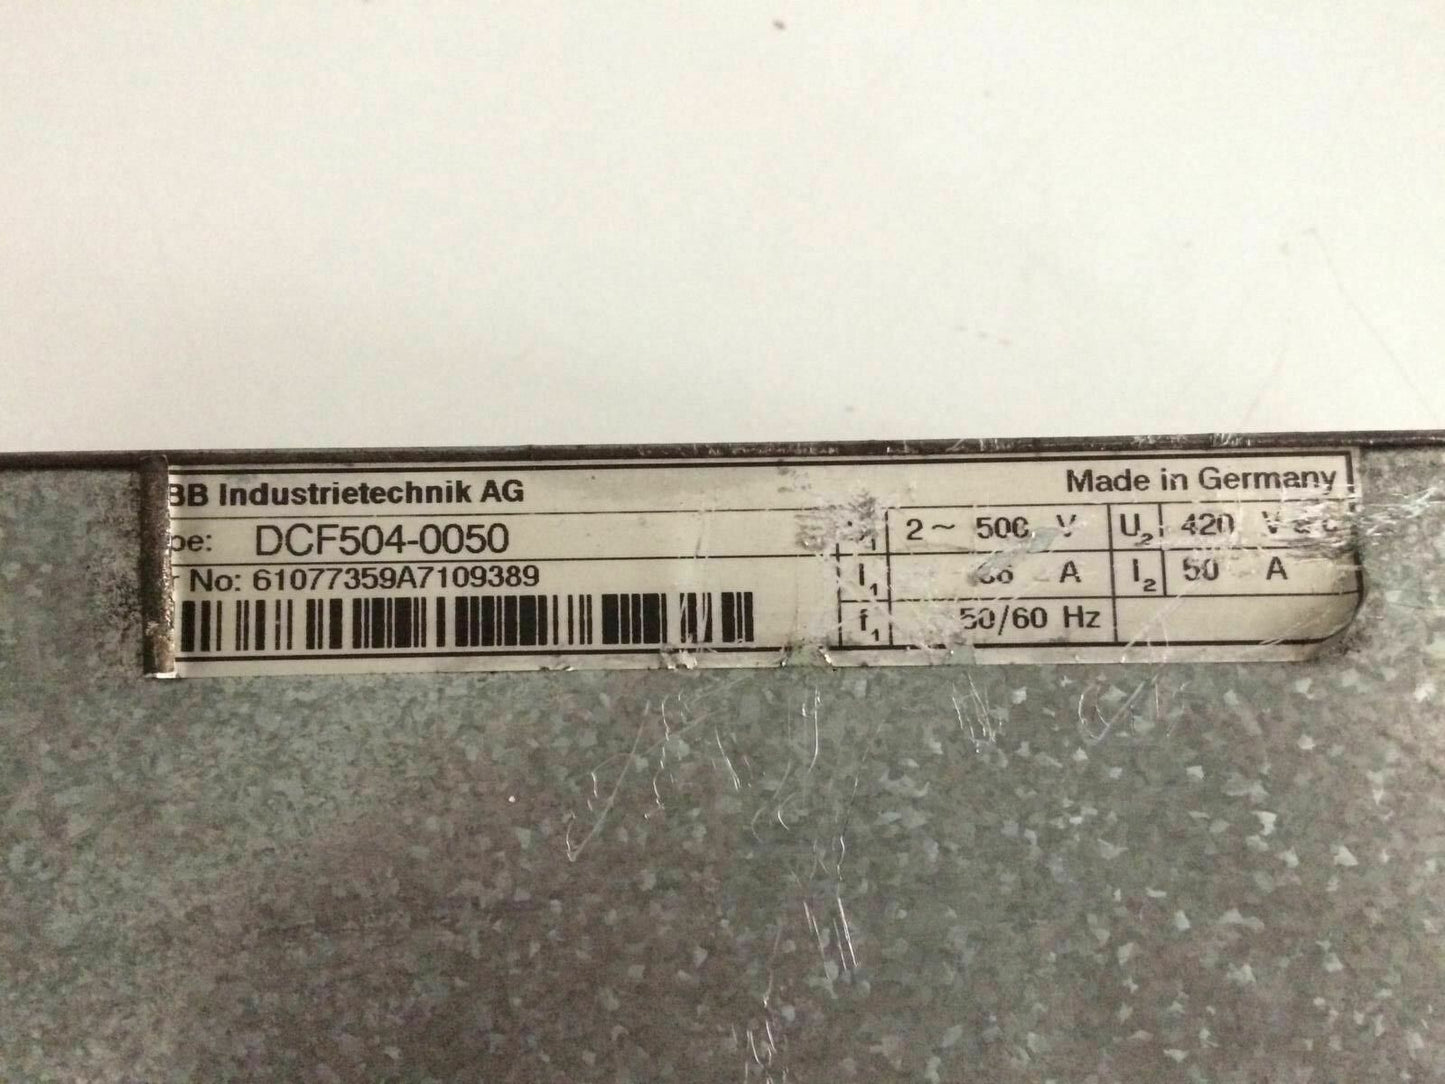 BB Industrietechnik AG Made in Germany
pe: DCF504-0050 2~ 500 V U2 420 V
r No: 61077359A7109389 I1 A I2 50 A
f1 50/60 Hz